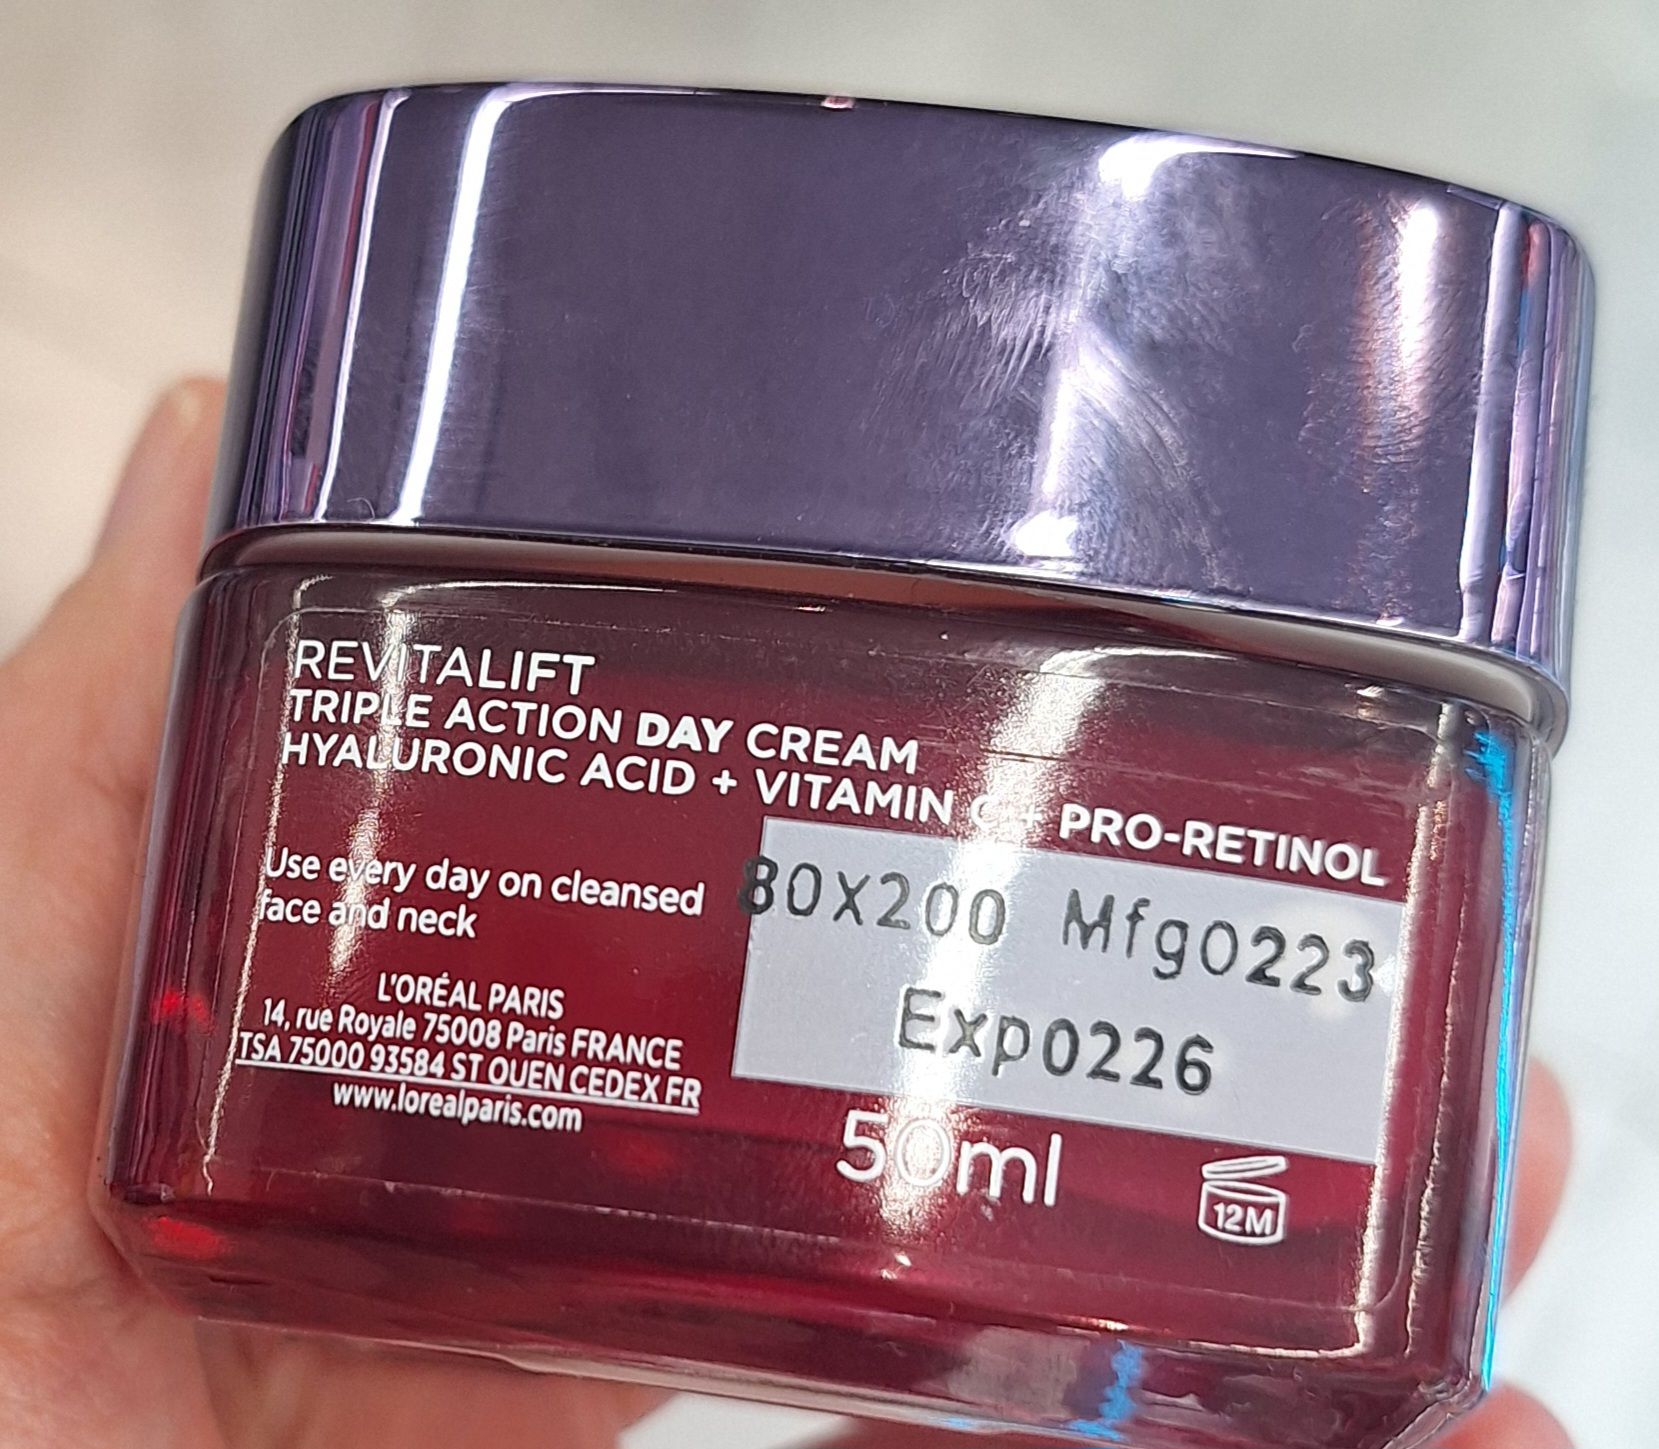 REVITALIFT
TRIPLE ACTION DAY CREAM
HYALURONIC ACID + VITAMIN C + PRO-RETINOL
Use every day on cleansed
face and neck
80X200 Mfg0223
Exp0226
L'ORÉAL PARIS
14, rue Royale 75008 Paris FRANCE
TSA 75000 93584 ST OUEN CEDEX FR
www.lorealparis.com
50ml
12M